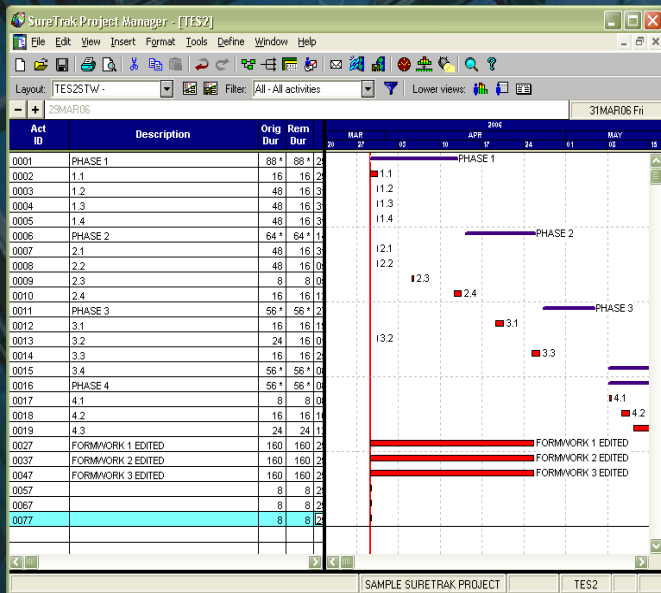 SureTrak Project Manager - [TES2]
File Edit View Insert Format Tools Define Window Help
Layout: TES2STW - Filter: All - All activities Lower views:
- + 29MAR06 31MAR06 Fri
Act ID Description Orig Dur Rem Dur 2006
MAR APR MAY
20 27 03 10 17 24 01 08 15
0001 PHASE 1 88 * 88 * PHASE 1
0002 1.1 16 16 1.1
0003 1.2 48 16 1.2
0004 1.3 48 16 1.3
0005 1.4 48 16 1.4
0006 PHASE 2 64 * 64 * PHASE 2
0007 2.1 48 16 2.1
0008 2.2 48 16 2.2
0009 2.3 8 8 2.3
0010 2.4 16 16 2.4
0011 PHASE 3 56 * 56 * PHASE 3
0012 3.1 16 16 3.1
0013 3.2 24 16 3.2
0014 3.3 16 16 3.3
0015 3.4 56 * 56 *
0016 PHASE 4 56 * 56 *
0017 4.1 8 8 4.1
0018 4.2 16 16 4.2
0019 4.3 24 24
0027 FORMWORK 1 EDITED 160 160 FORMWORK 1 EDITED
0037 FORMWORK 2 EDITED 160 160 FORMWORK 2 EDITED
0047 FORMWORK 3 EDITED 160 160 FORMWORK 3 EDITED
0057 8 8
0067 8 8
0077 8 8
SAMPLE SURETRAK PROJECT TES2